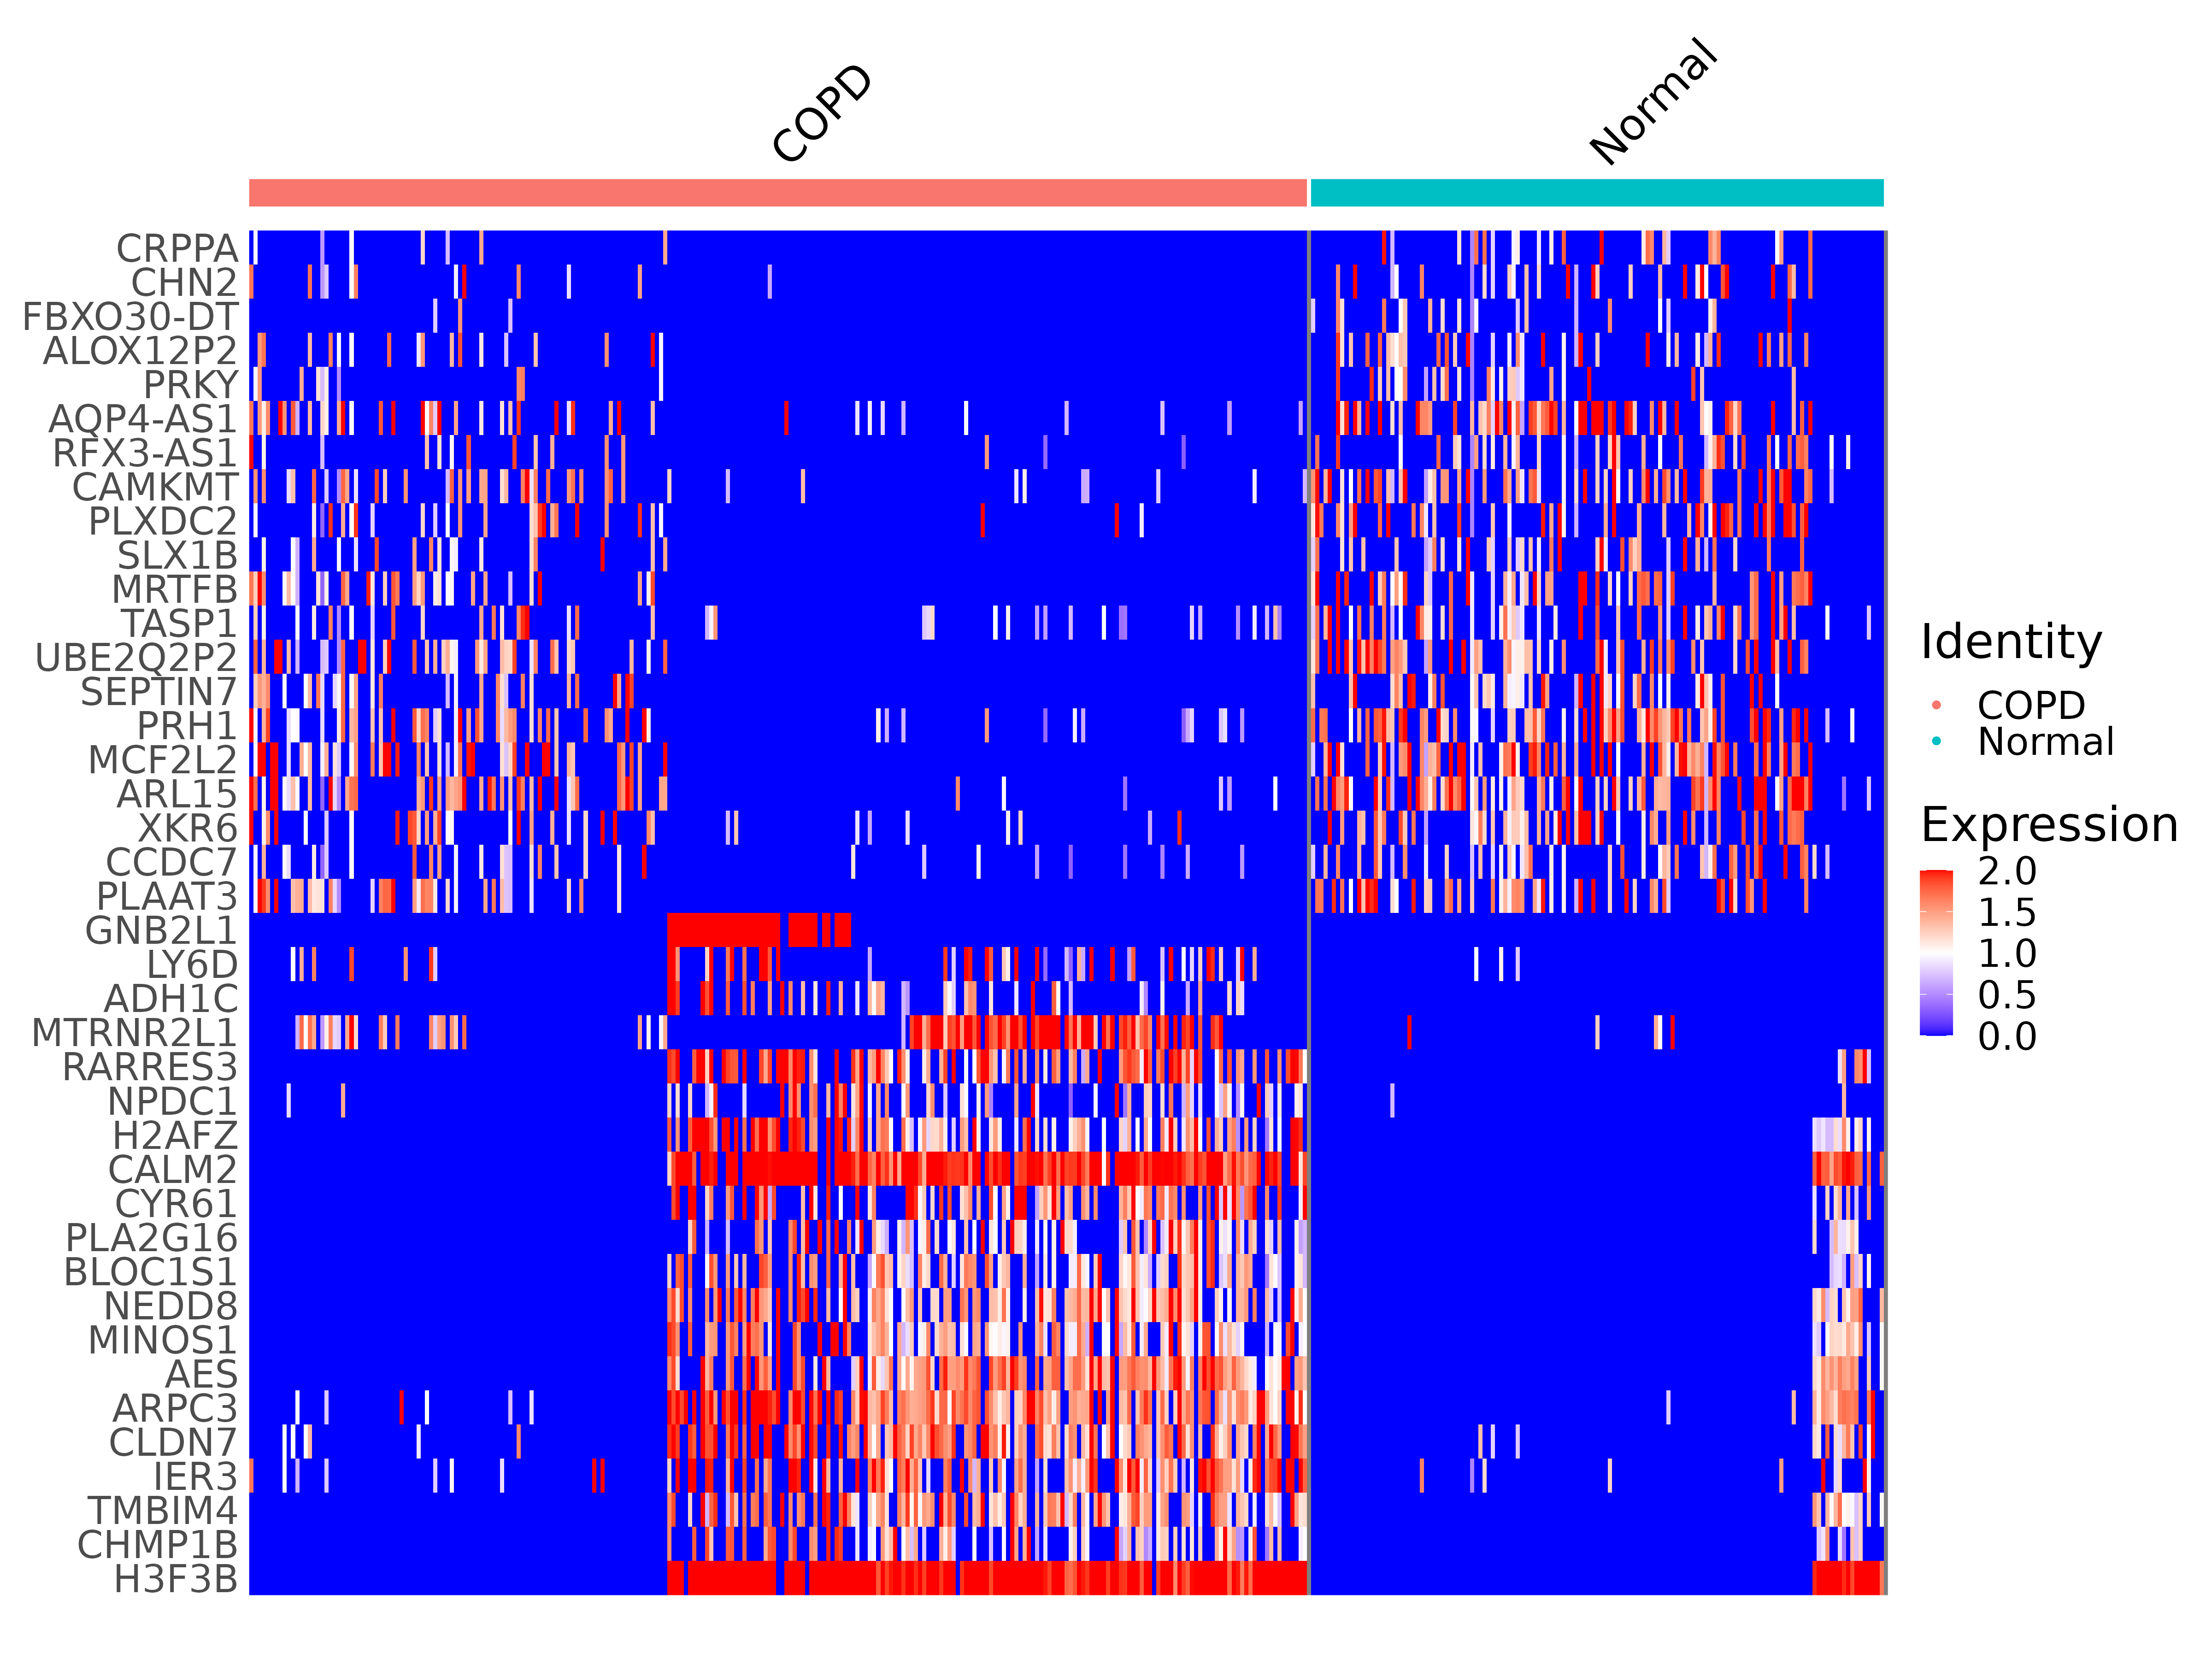 COPD
Normal
CRPPA
CHN2
FBXO30-DT
ALOX12P2
PRKY
AQP4-AS1
RFX3-AS1
CAMKMT
PLXDC2
SLX1B
MRTFB
TASP1
UBE2Q2P2
SEPTIN7
PRH1
MCF2L2
ARL15
XKR6
CCDC7
PLAAT3
GNB2L1
LY6D
ADH1C
MTRNR2L1
RARRES3
NPDC1
H2AFZ
CALM2
CYR61
PLA2G16
BLOC1S1
NEDD8
MINOS1
AES
ARPC3
CLDN7
IER3
TMBIM4
CHMP1B
H3F3B
Identity
COPD
Normal
Expression
2.0
1.5
1.0
0.5
0.0